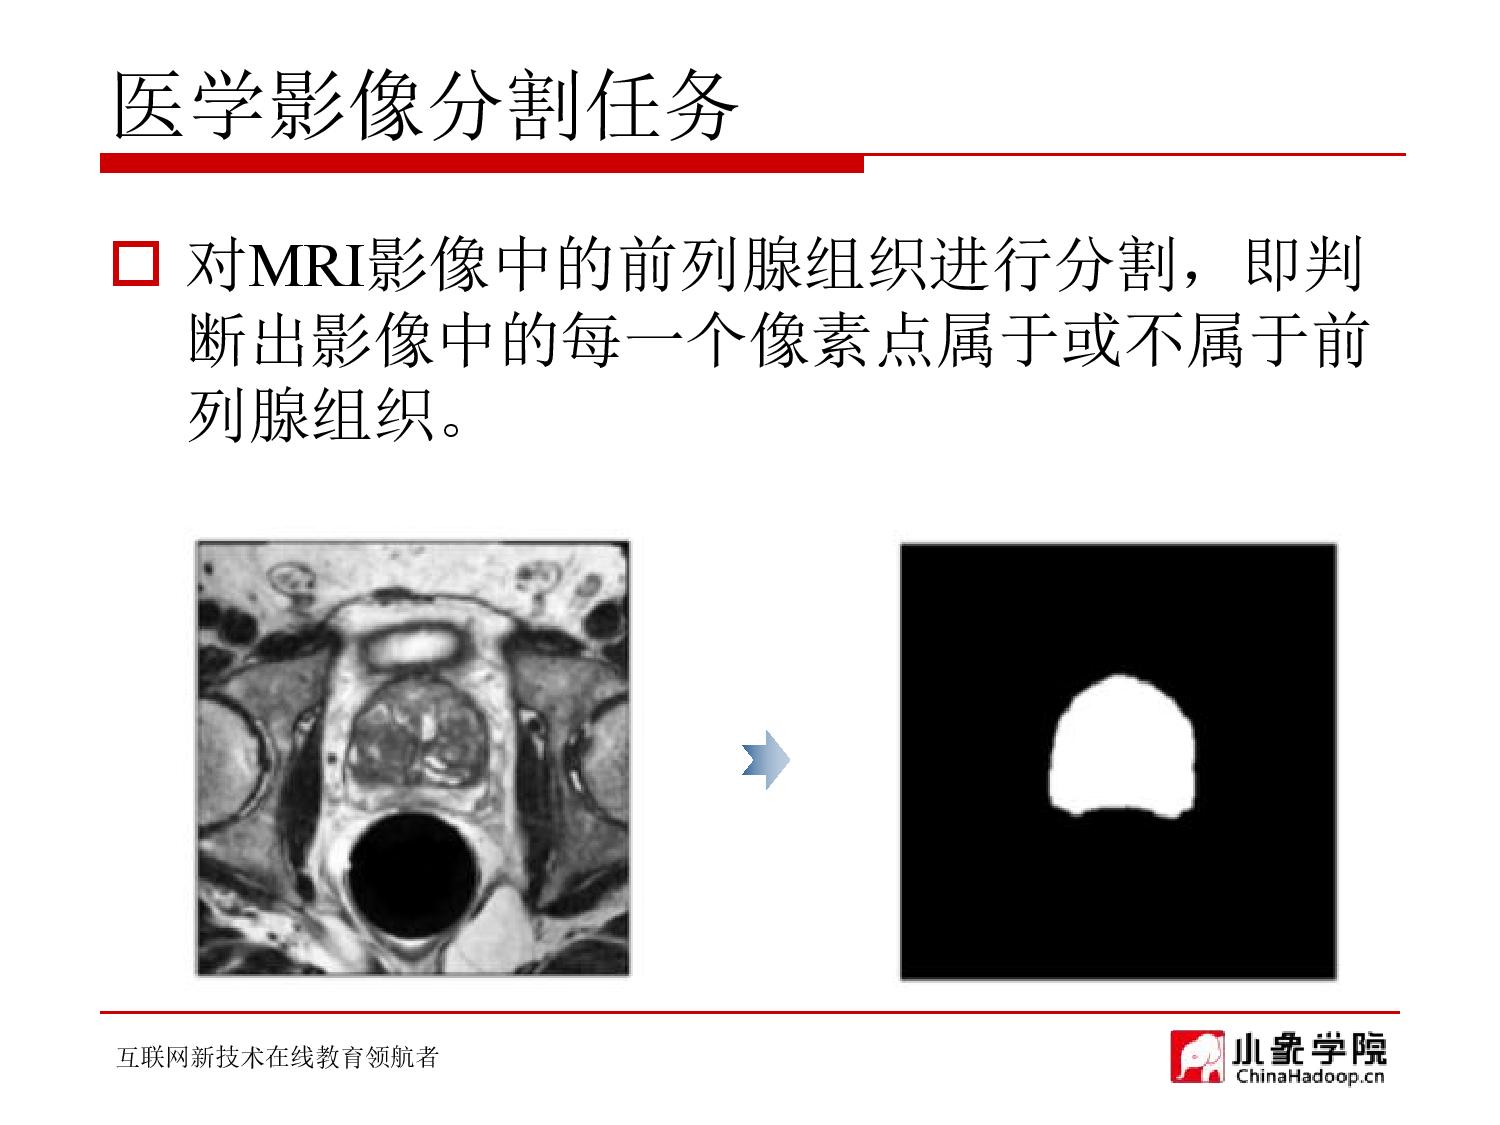 医学影像分割任务
对MRI影像中的前列腺组织进行分割，即判
断出影像中的每一个像素点属于或不属于前
列腺组织。
互联网新技术在线教育领航者
小象学院
ChinaHadoop.cn